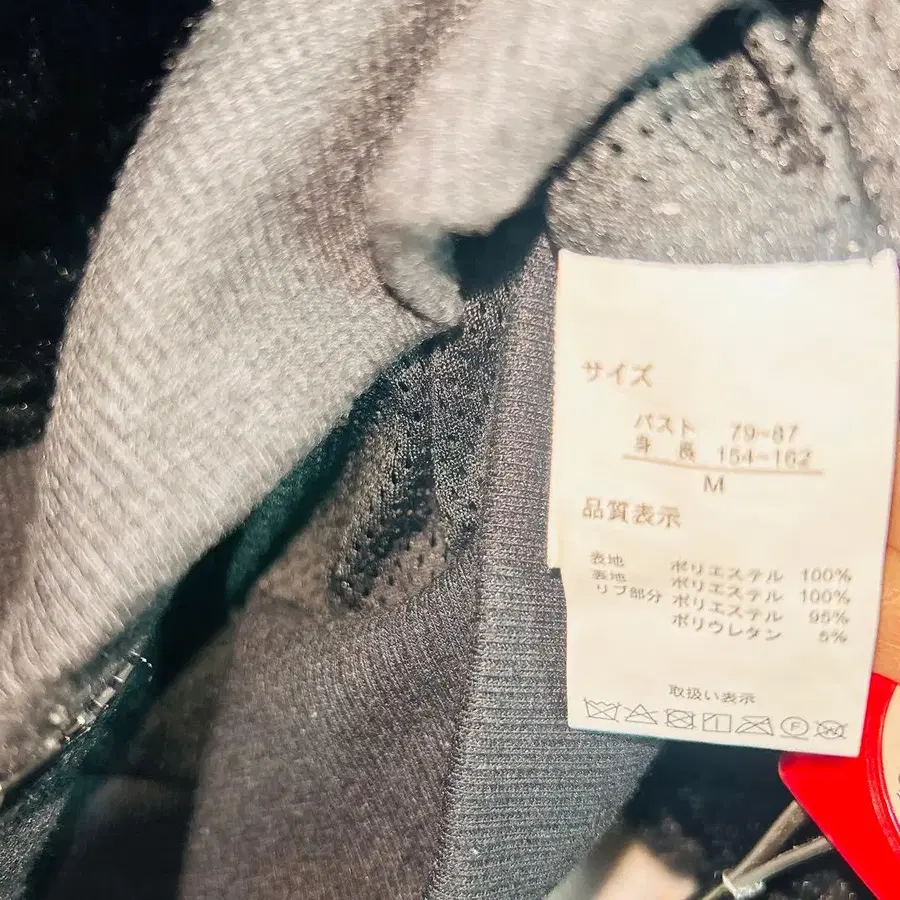 サイズ
バスト 79~87
身長 154~162
M
品質表示
表地 ポリエステル 100%
表地 ポリエステル 100%
リブ部分 ポリエステル 95%
ポリウレタン 5%
取扱い表示
F W